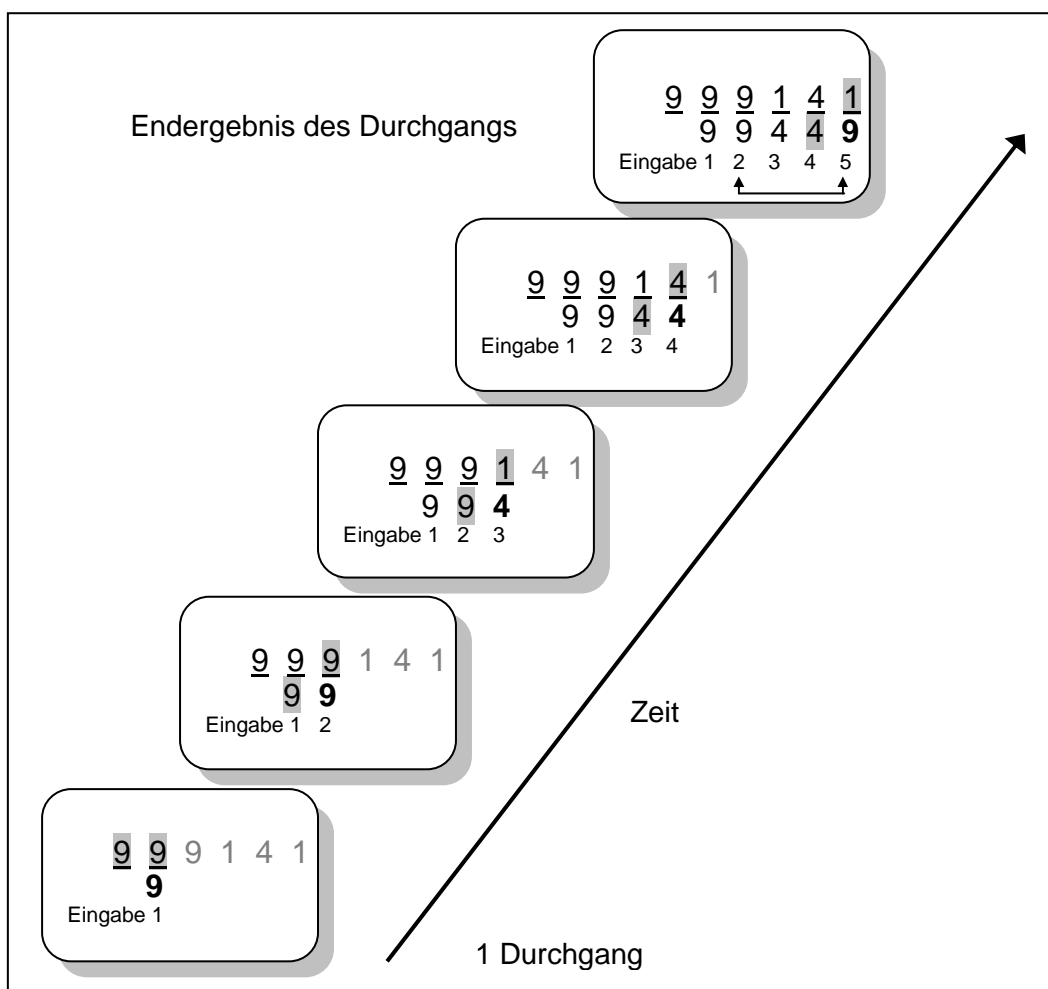 9 9 9 1 4 1
Endergebnis des Durchgangs
9 9 4 4 9
Eingabe 1 2 3 4 5
9 9 9 1 4 1
9 9 4 4
Eingabe 1 2 3 4
9 9 9 1 4 1
9 9 4
Eingabe 1 2 3
9 9 9 1 4 1
9 9
Eingabe 1 2
Zeit
9 9 9 1 4 1
9
Eingabe 1
1 Durchgang